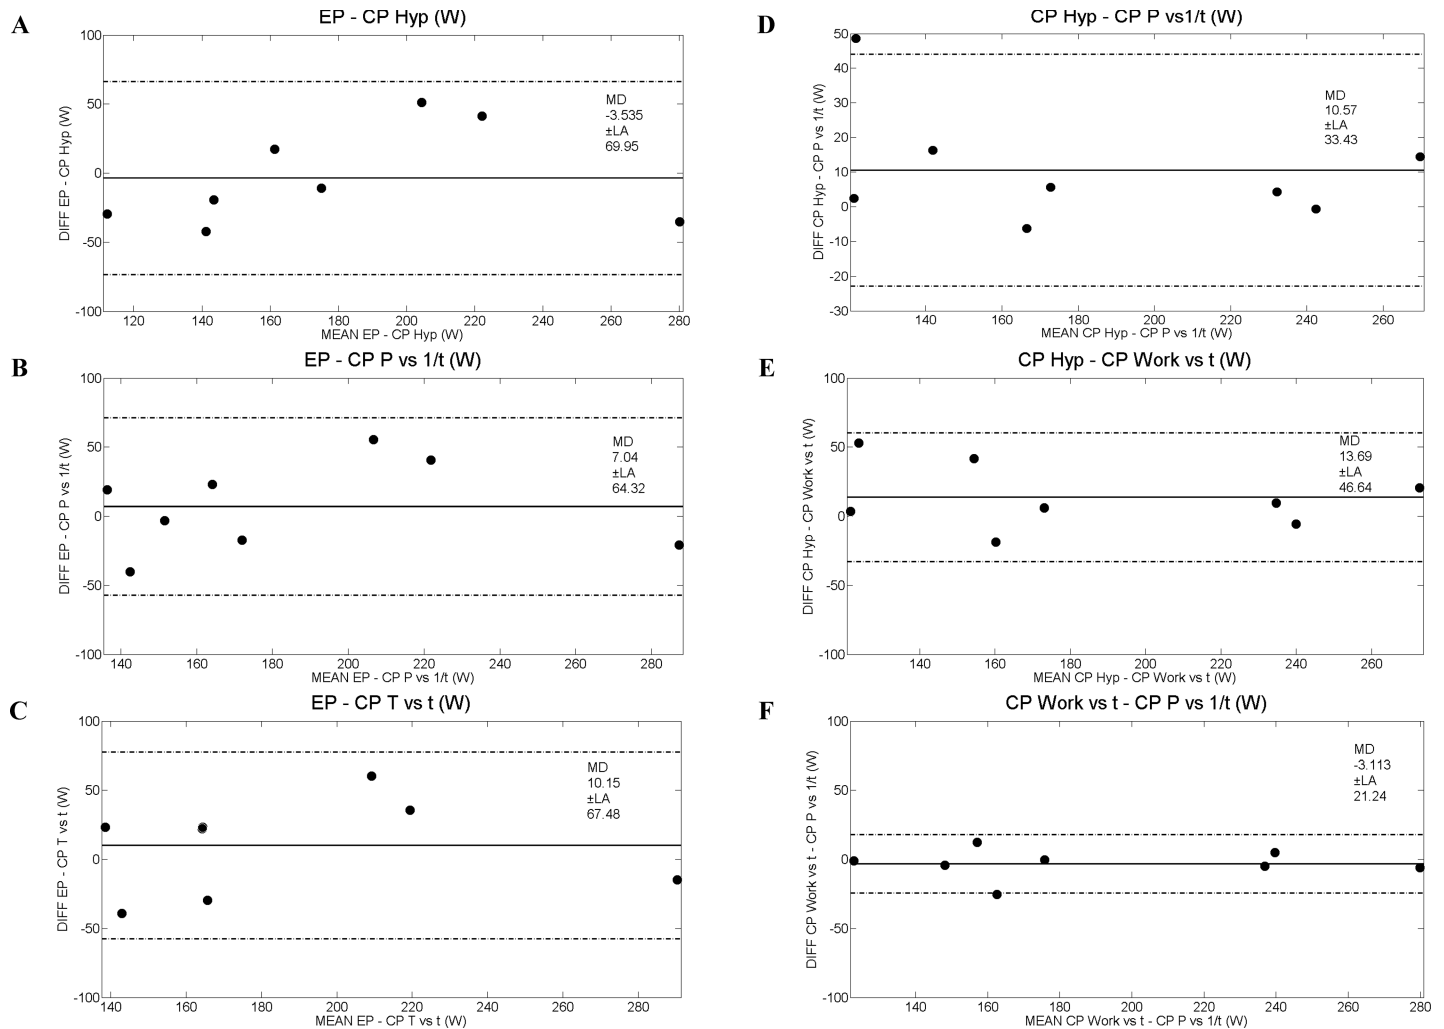 A
EP - CP Hyp (W)
DIFF EP - CP Hyp (W)
100
50
0
-50
-100
MD
-3.535
±LA
69.95
120 140 160 180 200 220 240 260 280
MEAN EP - CP Hyp (W)
B
EP - CP P vs 1/t (W)
DIFF EP - CP P vs 1/t (W)
100
50
0
-50
-100
MD
7.04
±LA
64.32
140 160 180 200 220 240 260 280
MEAN EP - CP P vs 1/t (W)
C
EP - CP T vs t (W)
DIFF EP - CP T vs t (W)
100
50
0
-50
-100
MD
10.15
±LA
67.48
140 160 180 200 220 240 260 280
MEAN EP - CP T vs t (W)
D
CP Hyp - CP P vs1/t (W)
DIFF CP Hyp - CP P vs 1/t (W)
50
40
30
20
10
0
-10
-20
-30
MD
10.57
±LA
33.43
140 160 180 200 220 240 260
MEAN CP Hyp - CP P vs 1/t (W)
E
CP Hyp - CP Work vs t (W)
DIFF CP Hyp - CP Work vs t (W)
100
50
0
-50
-100
MD
13.69
±LA
46.64
140 160 180 200 220 240 260
MEAN CP Hyp - CP Work vs t (W)
F
CP Work vs t - CP P vs 1/t (W)
DIFF CP Work vs t - CP P vs 1/t (W)
100
50
0
-50
-100
MD
-3.113
±LA
21.24
140 160 180 200 220 240 260 280
MEAN CP Work vs t - CP P vs 1/t (W)